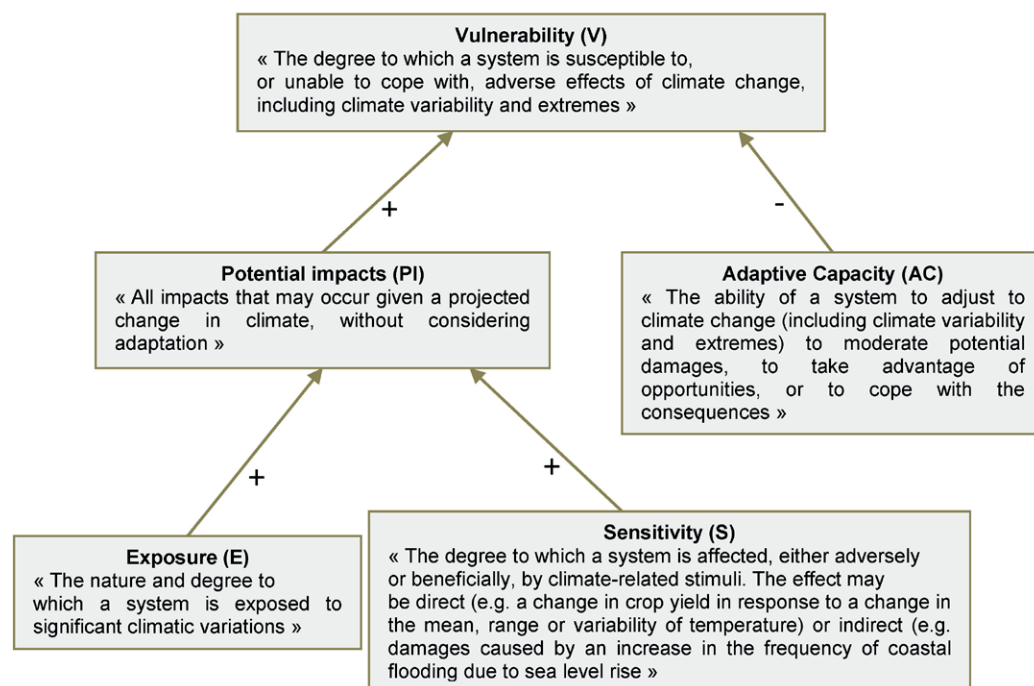 Vulnerability (V)
« The degree to which a system is susceptible to,
or unable to cope with, adverse effects of climate change,
including climate variability and extremes »
+
-
Potential impacts (PI)
« All impacts that may occur given a projected
change in climate, without considering
adaptation »
Adaptive Capacity (AC)
« The ability of a system to adjust to
climate change (including climate variability
and extremes) to moderate potential
damages, to take advantage of
opportunities, or to cope with the
consequences »
+
+
Exposure (E)
« The nature and degree to
which a system is exposed to
significant climatic variations »
Sensitivity (S)
« The degree to which a system is affected, either adversely
or beneficially, by climate-related stimuli. The effect may
be direct (e.g. a change in crop yield in response to a change in
the mean, range or variability of temperature) or indirect (e.g.
damages caused by an increase in the frequency of coastal
flooding due to sea level rise »